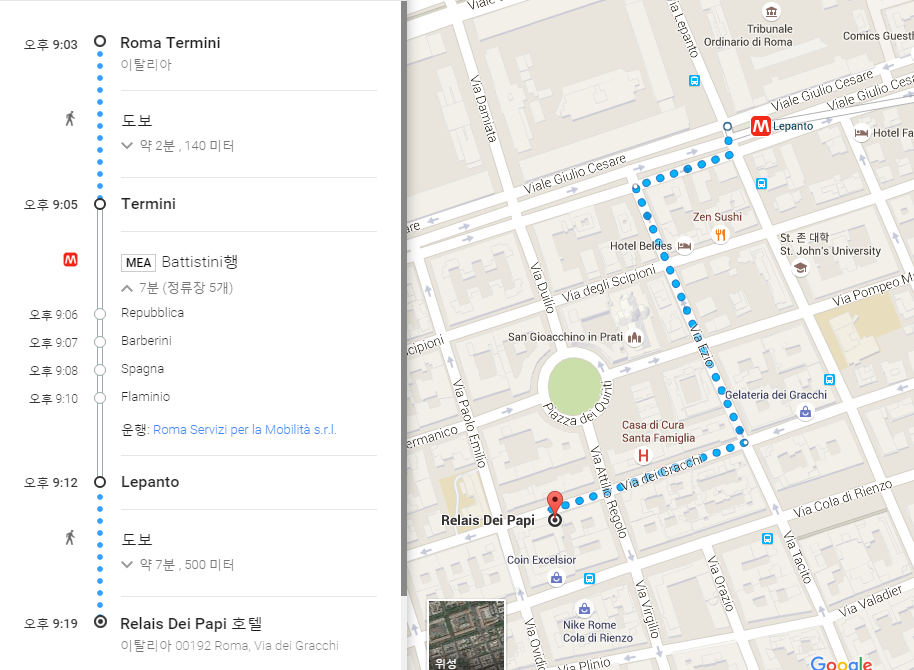 오후 9:03 Roma Termini
이탈리아
도보
약 2분 , 140 미터
오후 9:05 Termini
M MEA Battistini행
7분 (정류장 5개)
오후 9:06 Repubblica
오후 9:07 Barberini
오후 9:08 Spagna
오후 9:10 Flaminio
운행: Roma Servizi per la Mobilità s.r.l.
오후 9:12 Lepanto
도보
약 7분 , 500 미터
오후 9:19 Relais Dei Papi 호텔
이탈리아 00192 Roma, Via dei Gracchi
Via Lepanto
Tribunale
Ordinario di Roma
Comics Guest
Via Damiata
Viale Giulio Cesare
Viale Giulio Cesare
M Lepanto
Hotel Fa
Viale Giulio Cesare
Zen Sushi
Hotel Beldes
St. 존 대학
St. John's University
Via Duilio
Via degli Scipioni
Via Pompeo M
San Gioacchino in Prati
cipioni
Via Ezio
Piazza dei Quiriti
Gelateria dei Gracchi
Via Paolo Emilio
ermanico
Casa di Cura
Santa Famiglia
H
Via Attilio Regolo
Via dei Gracchi
Via Cola di Rienzo
Relais Dei Papi
Coin Excelsior
Via Orazio
Via Tacito
Via Virgilio
Via Valadier
Nike Rome
Cola di Rienzo
Via Ovidio
Via Plinio
위성
Google